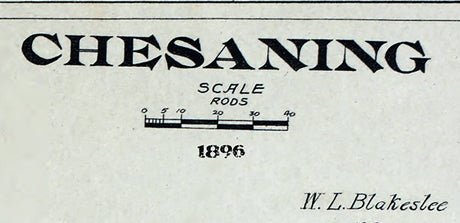 CHESANING
SCALE
RODS
0 5 10 20 30 40
1896
W. L. Blakeslee